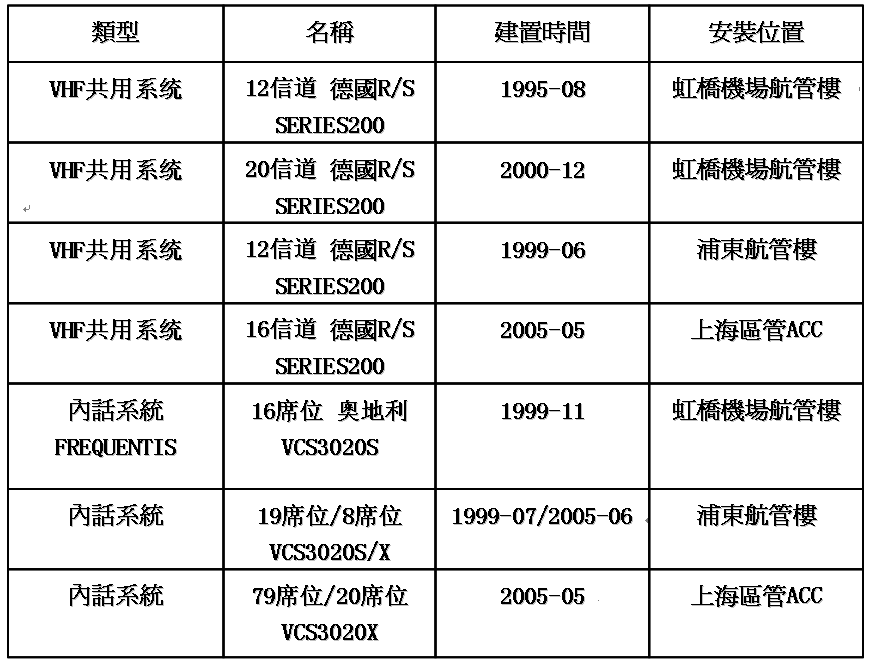 類型 名稱 建置時間 安裝位置
VHF共用系统 12信道 德國R/S 1995-08 虹橋機場航管樓
SERIES200
VHF共用系统 20信道 德國R/S 2000-12 虹橋機場航管樓
SERIES200
VHF共用系统 12信道 德國R/S 1999-06 浦東航管樓
SERIES200
VHF共用系统 16信道 德國R/S 2005-05 上海區管ACC
SERIES200
內話系統 16席位 奧地利 1999-11 虹橋機場航管樓
FREQUENTIS VCS3020S
內話系統 19席位/8席位 1999-07/2005-06 浦東航管樓
VCS3020S/X
內話系統 79席位/20席位 2005-05 上海區管ACC
VCS3020X